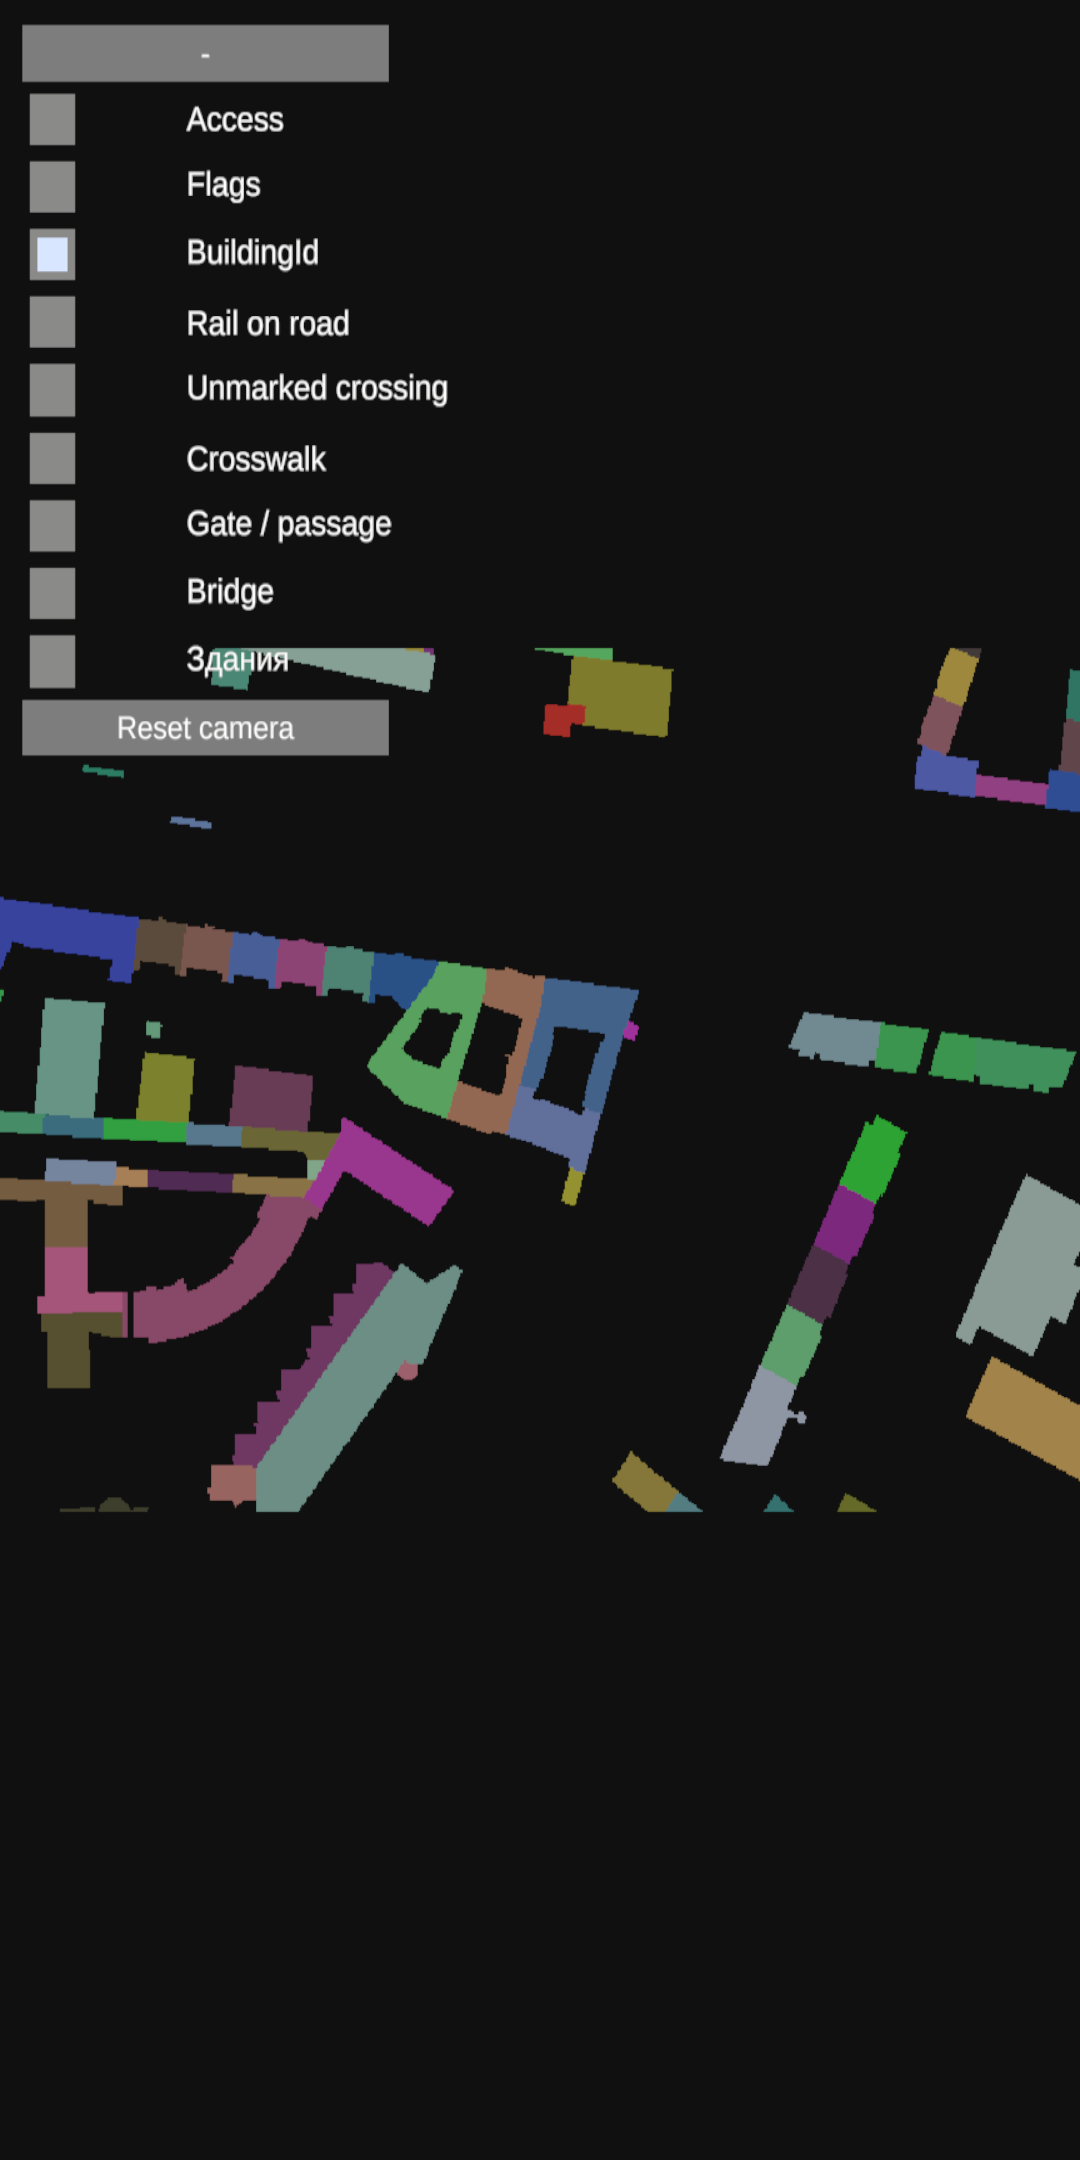 -
Access
Flags
BuildingId
Rail on road
Unmarked crossing
Crosswalk
Gate / passage
Bridge
Здания
Reset camera